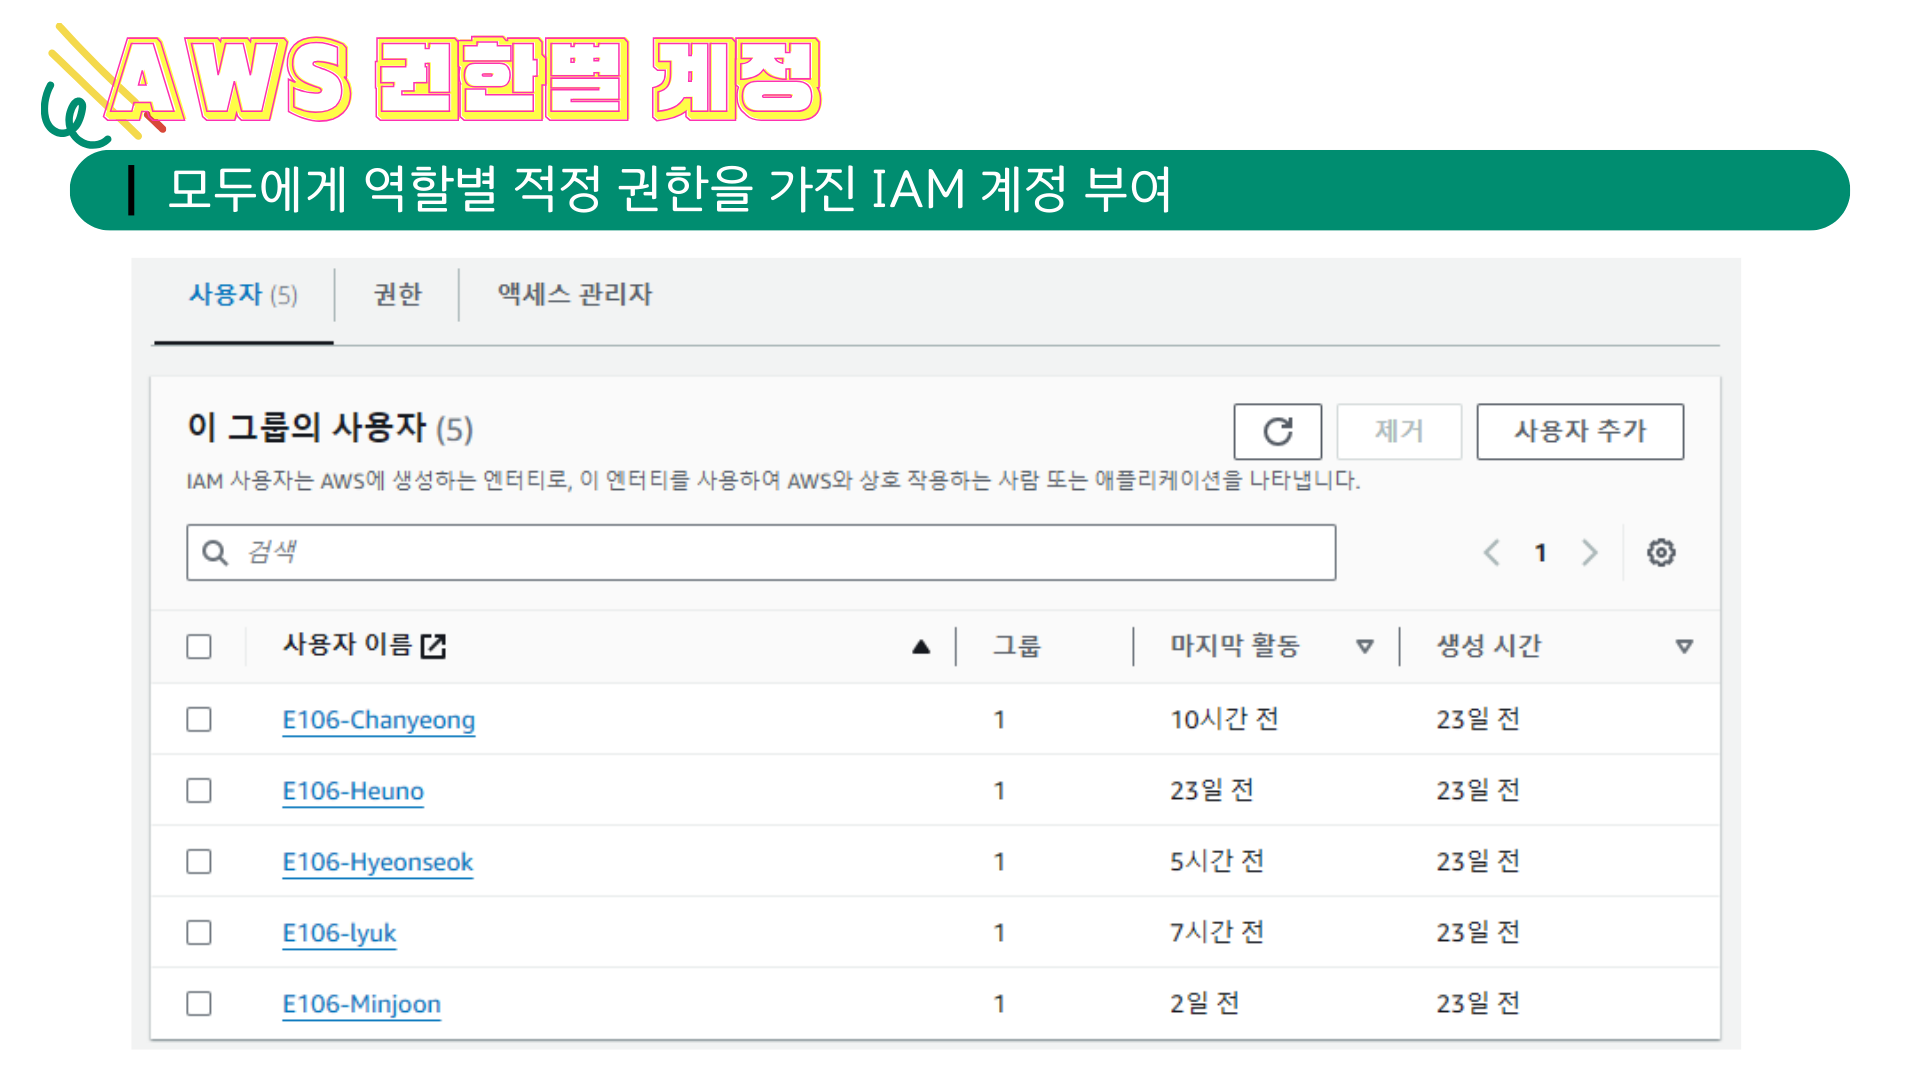 AWS 권한별 계정
모두에게 역할별 적정 권한을 가진 IAM 계정 부여
사용자 (5) 권한 액세스 관리자
이 그룹의 사용자 (5) 제거 사용자 추가
IAM 사용자는 AWS에 생성하는 엔터티로, 이 엔터티를 사용하여 AWS와 상호 작용하는 사람 또는 애플리케이션을 나타냅니다.
검색 1
사용자 이름 그룹 마지막 활동 생성 시간
E106-Chanyeong 1 10시간 전 23일 전
E106-Heuno 1 23일 전 23일 전
E106-Hyeonseok 1 5시간 전 23일 전
E106-lyuk 1 7시간 전 23일 전
E106-Minjoon 1 2일 전 23일 전